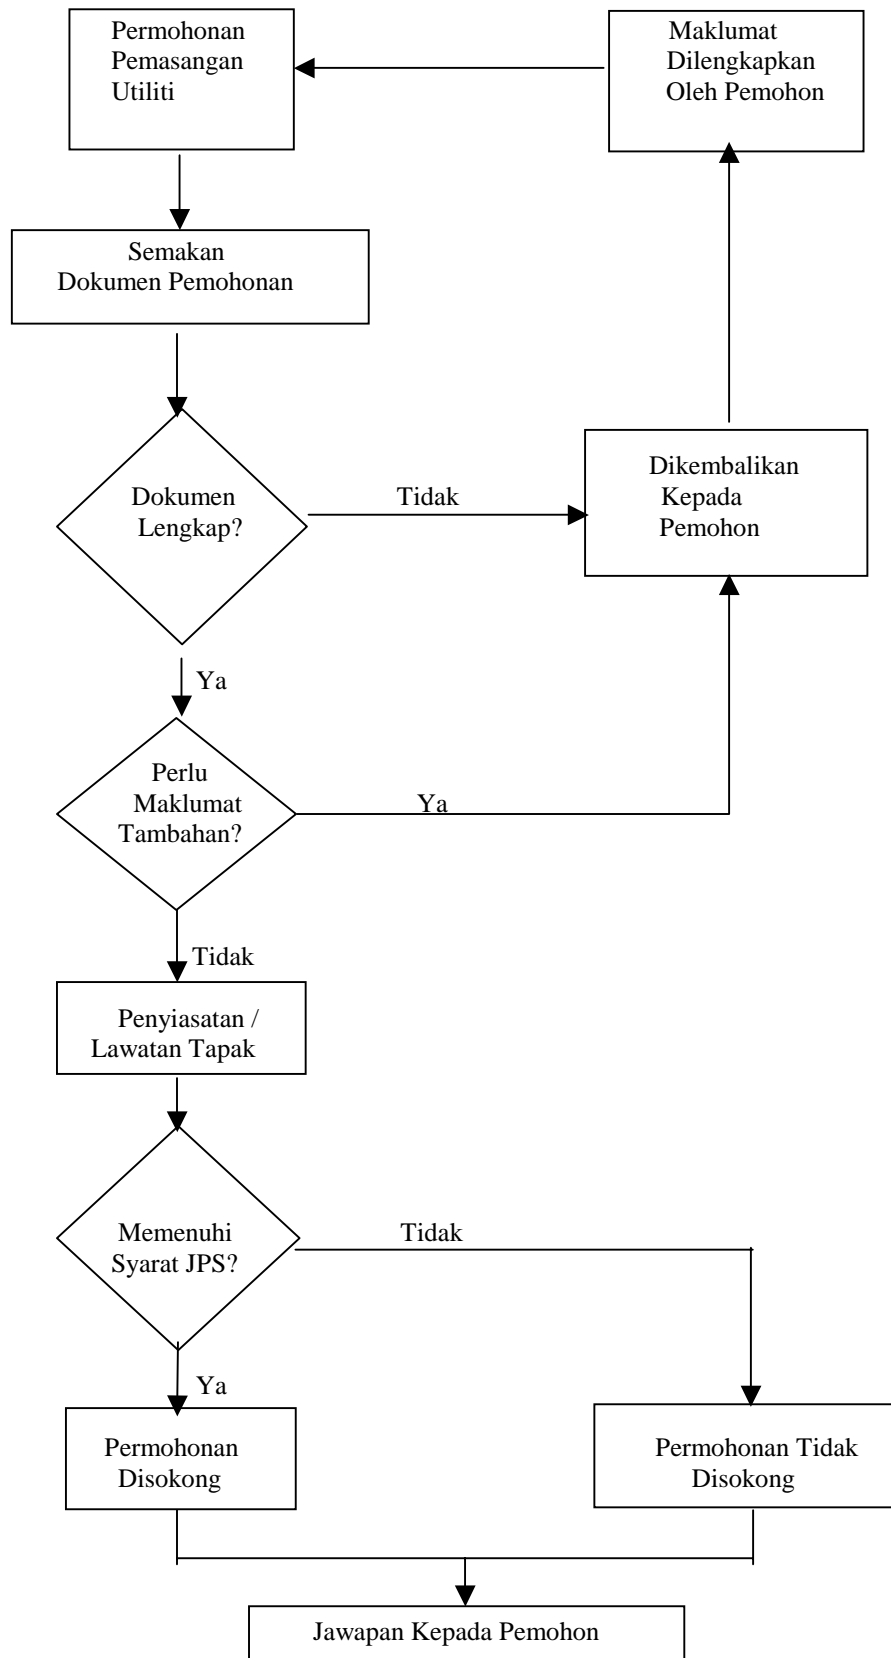 Permohonan
Pemasangan
Utiliti
Maklumat
Dilengkapkan
Oleh Pemohon
Semakan
Dokumen Pemohonan
Dokumen
Lengkap?
Tidak
Dikembalikan
Kepada
Pemohon
Ya
Perlu
Maklumat
Tambahan?
Ya
Tidak
Penyiasatan /
Lawatan Tapak
Memenuhi
Syarat JPS?
Tidak
Ya
Permohonan
Disokong
Permohonan Tidak
Disokong
Jawapan Kepada Pemohon